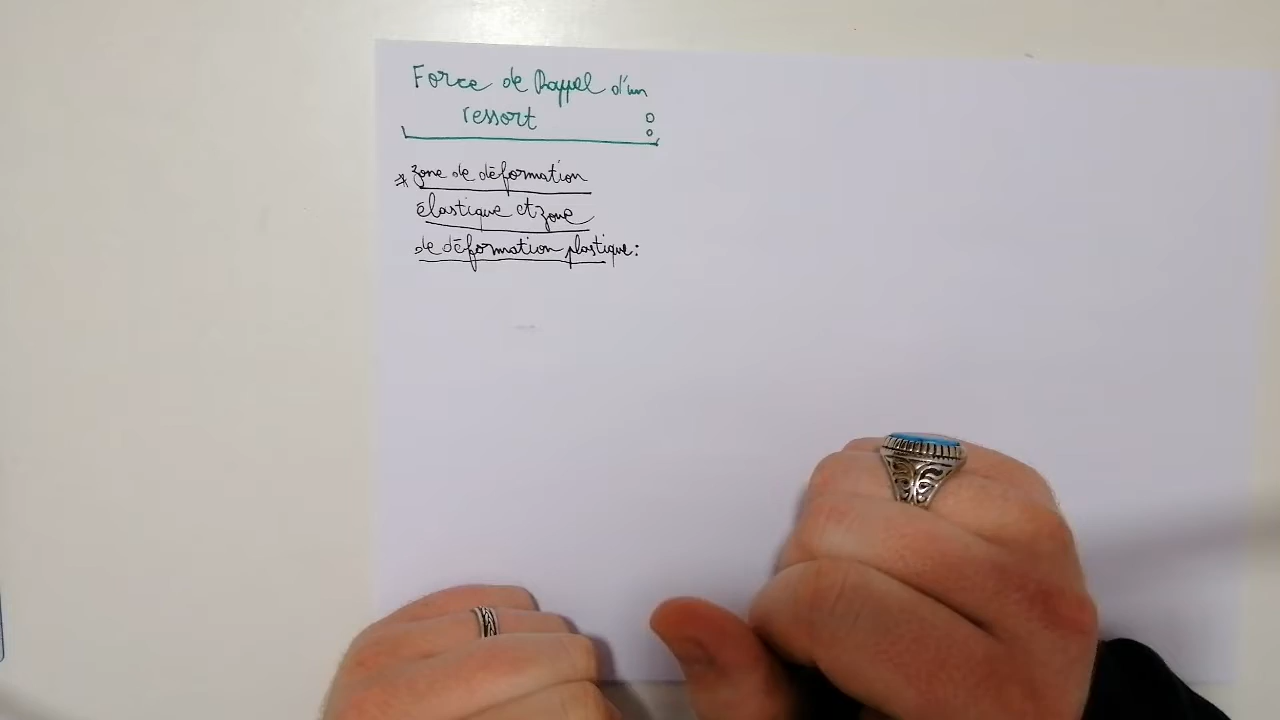 Force de Rappel d'un
ressort :
* zone de déformation
élastique et zone
de déformation plastique: